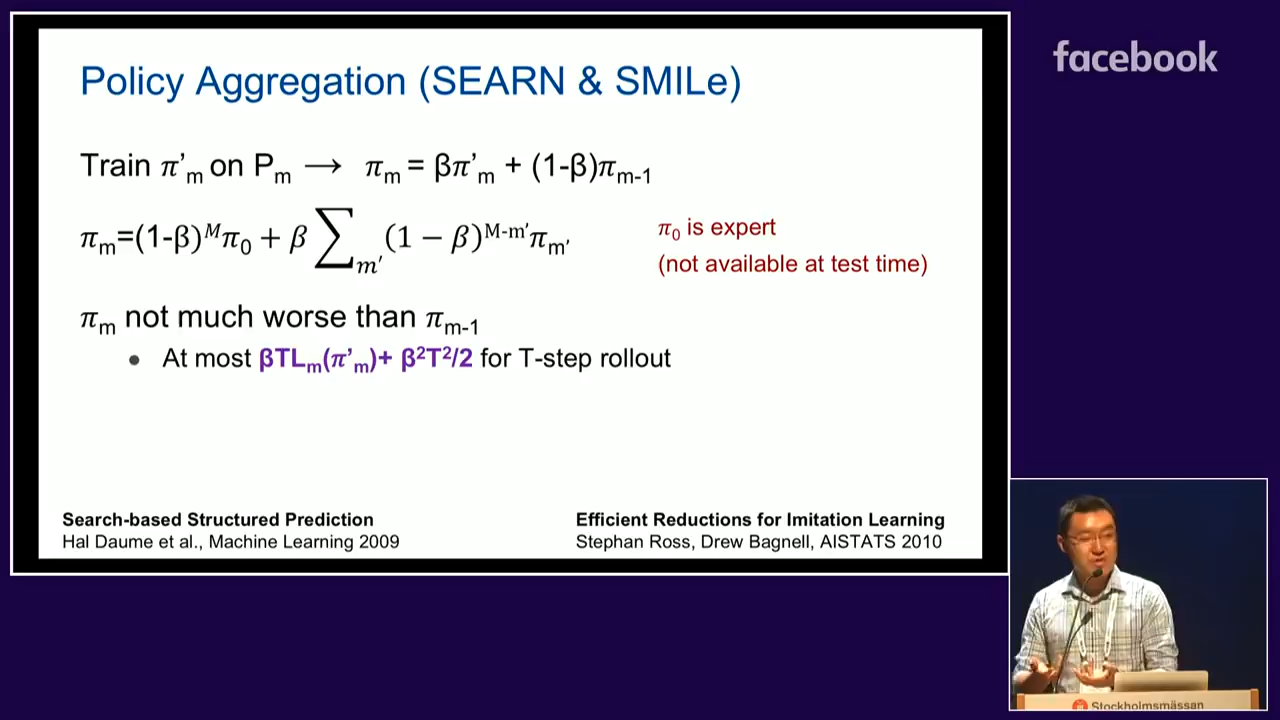 facebook
Policy Aggregation (SEARN & SMILe)
Train π’ₘ on Pₘ → πₘ = βπ’ₘ + (1-β)πₘ₋₁
πₘ=(1-β)ᴹπ₀ + β ∑ₘ′ (1 − β)ᴹ⁻ᵐ′πₘ′
π₀ is expert
(not available at test time)
πₘ not much worse than πₘ₋₁
• At most βTLₘ(π’ₘ)+ β²T²/2 for T-step rollout
Search-based Structured Prediction
Hal Daume et al., Machine Learning 2009
Efficient Reductions for Imitation Learning
Stephan Ross, Drew Bagnell, AISTATS 2010
Stockholmsmässan